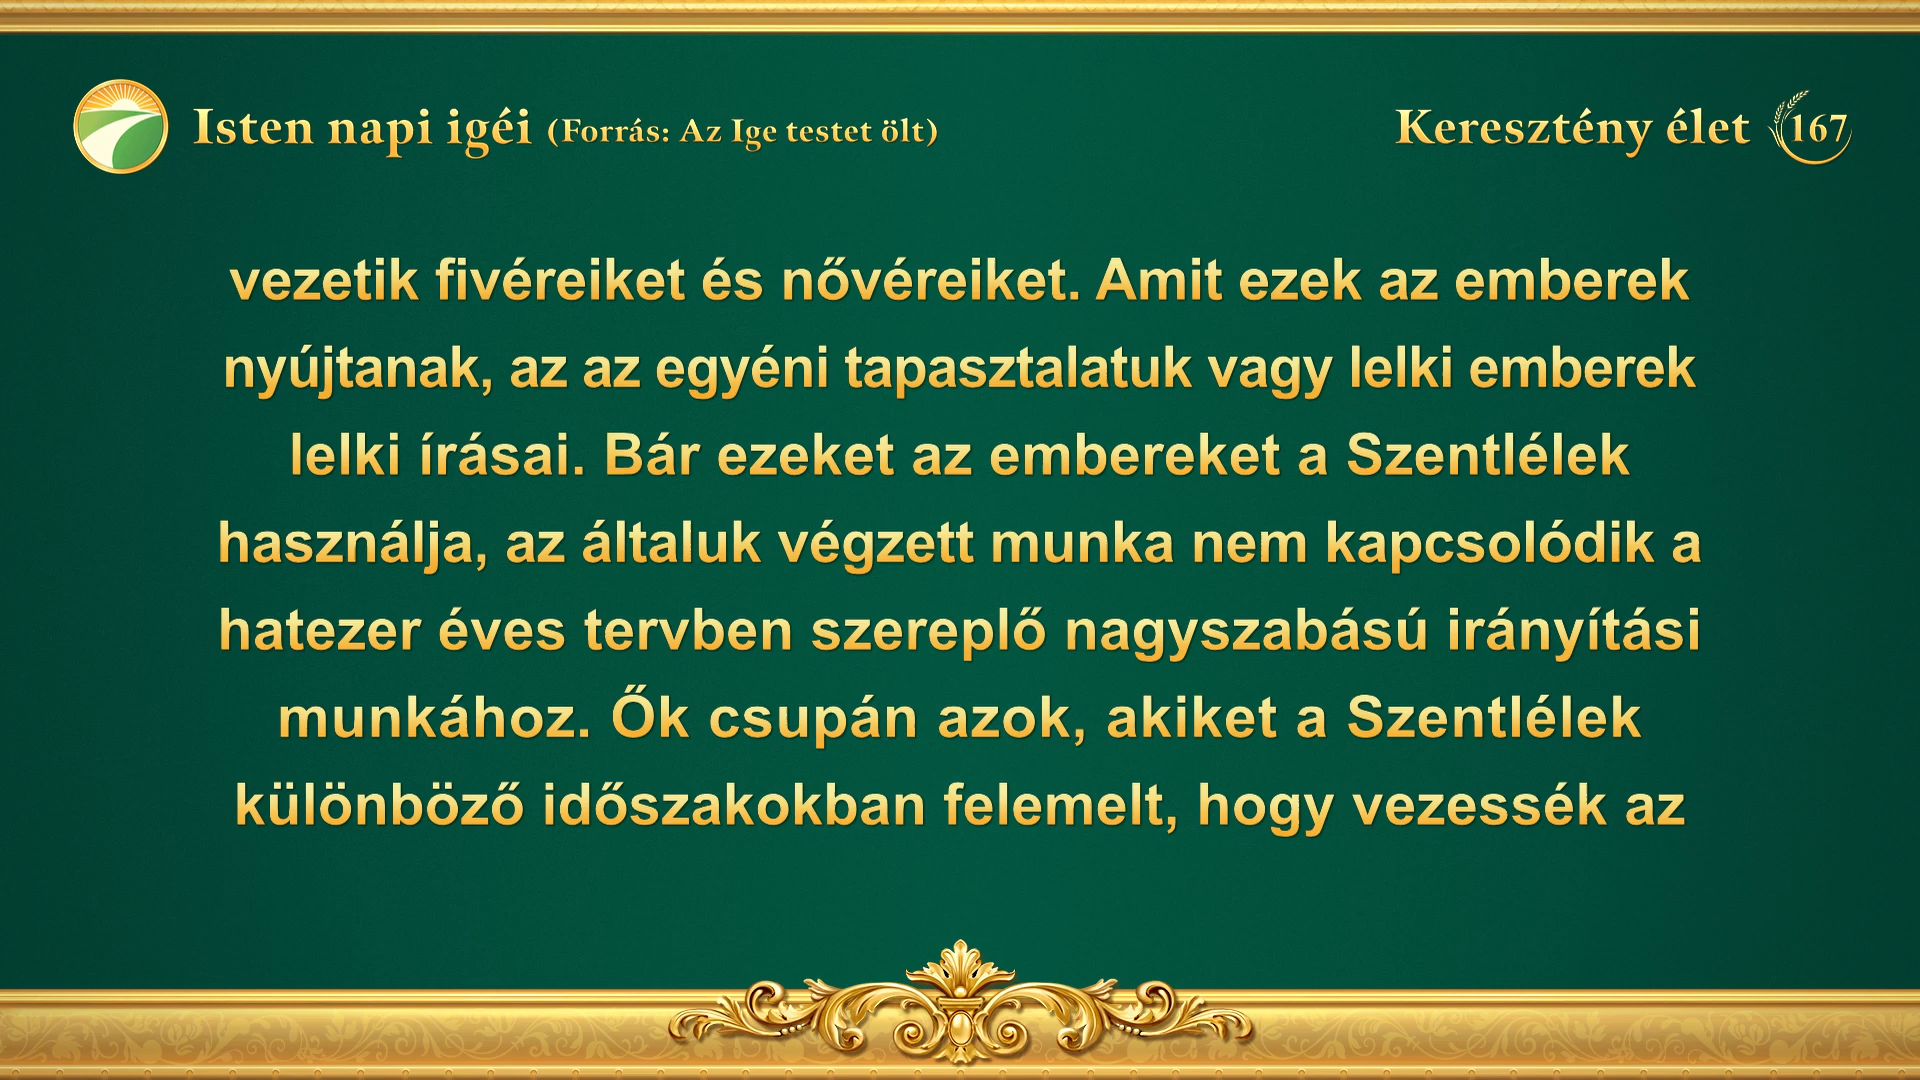 Isten napi igéi (Forrás: Az Ige testet ölt)
Keresztény élet 167
vezetik fivéreiket és nővéreiket. Amit ezek az emberek
nyújtanak, az az egyéni tapasztalatuk vagy lelki emberek
lelki írásai. Bár ezeket az embereket a Szentlélek
használja, az általuk végzett munka nem kapcsolódik a
hatezer éves tervben szereplő nagyszabású irányítási
munkához. Ők csupán azok, akiket a Szentlélek
különböző időszakokban felemelt, hogy vezessék az